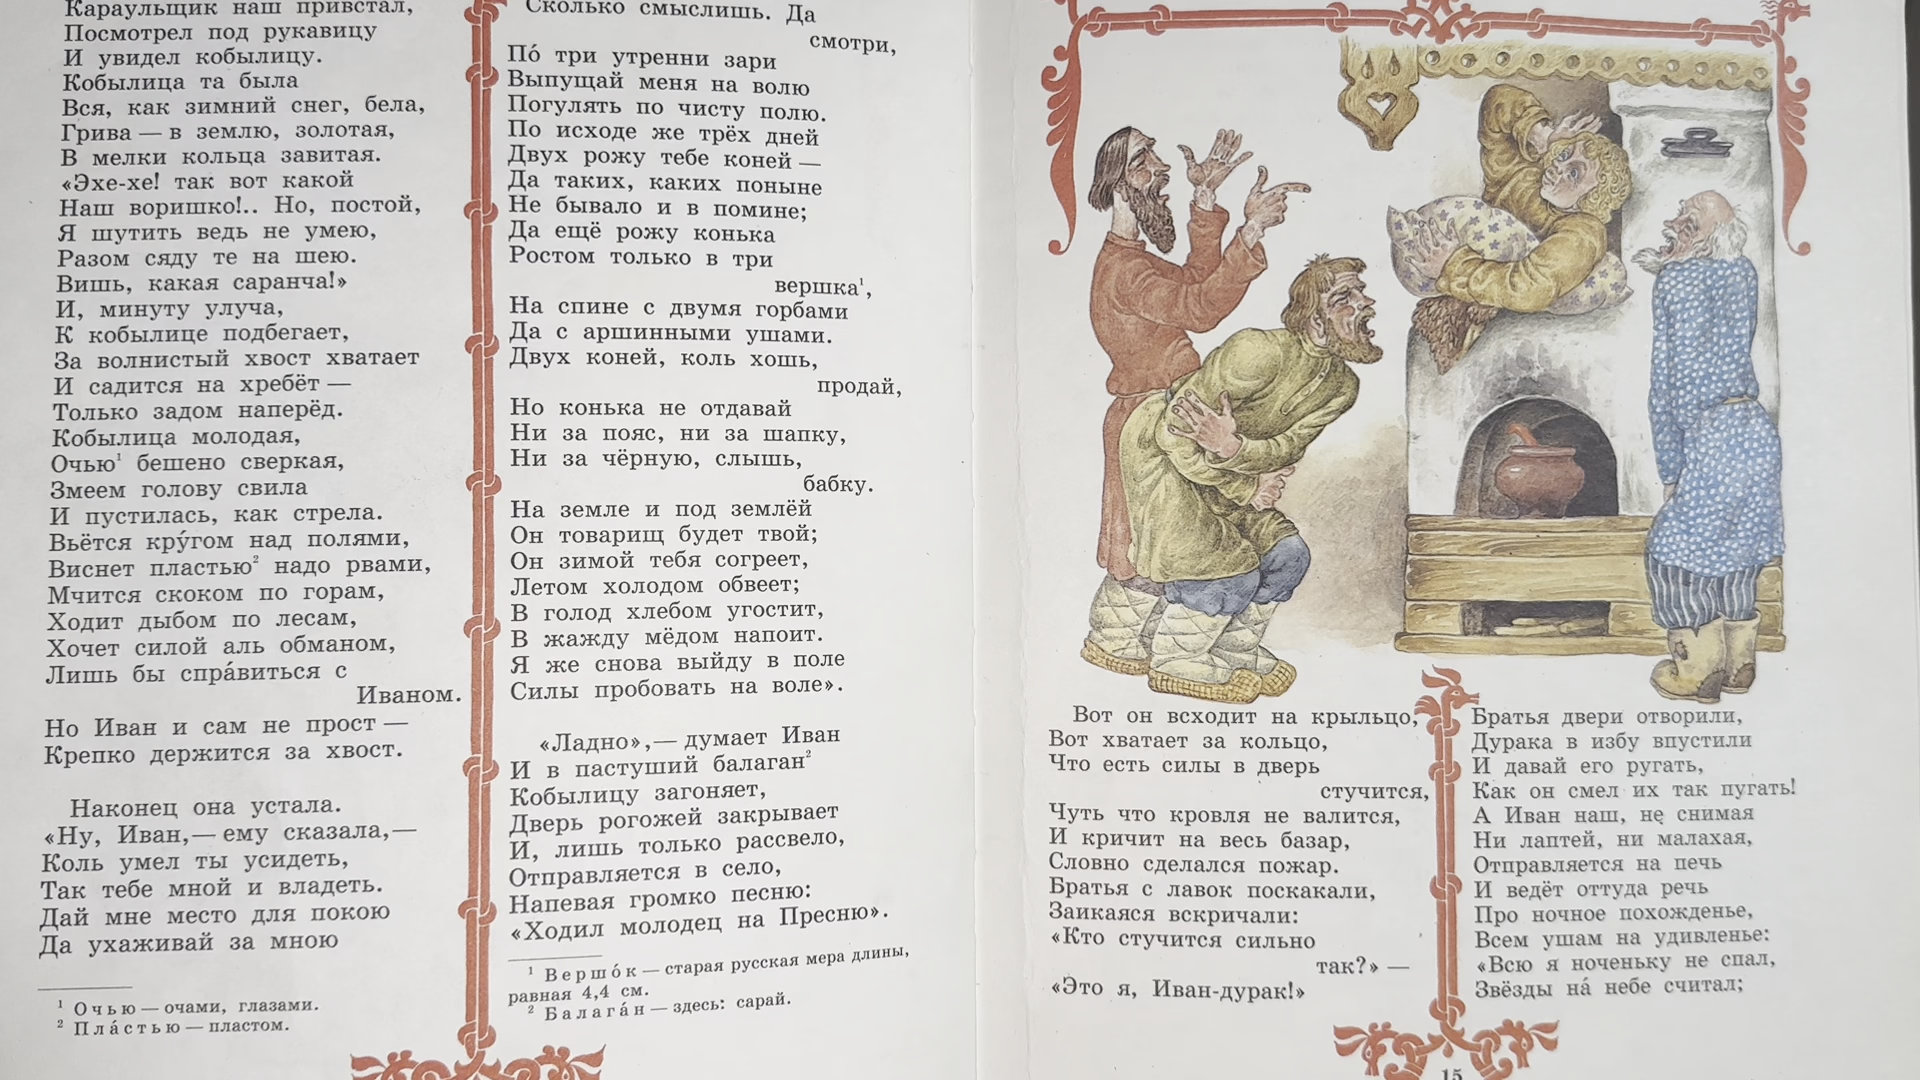 Караульщик наш привстал,
Посмотрел под рукавицу
И увидел кобылицу.
Кобылица та была
Вся, как зимний снег, бела,
Грива — в землю, золотая,
В мелки кольца завитая.
«Эхе-хе! так вот какой
Наш воришко!.. Но, постой,
Я шутить ведь не умею,
Разом сяду те на шею.
Вишь, какая саранча!»
И, минуту улуча,
К кобылице подбегает,
За волнистый хвост хватает
И садится на хребёт —
Только задом наперёд.
Кобылица молодая,
Очью¹ бешено сверкая,
Змеем голову свила
И пустилась, как стрела.
Вьётся кру́гом над полями,
Виснет пластью² надо рвами,
Мчится скоком по горам,
Ходит дыбом по лесам,
Хочет силой аль обманом,
Лишь бы спра́виться с
Иваном.
Но Иван и сам не прост —
Крепко держится за хвост.
Наконец она устала.
«Ну, Иван,— ему сказала,—
Коль умел ты усидеть,
Так тебе мной и владеть.
Дай мне место для покою
Да ухаживай за мною
¹ Очью — очами, глазами.
² Пла́стью — пластом.
Сколько смыслишь. Да
смотри,
По́ три утренни зари
Выпущай меня на волю
Погулять по чисту полю.
По исходе же трёх дней
Двух рожу тебе коней —
Да таких, каких поныне
Не бывало и в помине;
Да ещё рожу конька
Ростом только в три
вершка¹,
На спине с двумя горбами
Да с аршинными ушами.
Двух коней, коль хошь,
продай,
Но конька не отдавай
Ни за пояс, ни за шапку,
Ни за чёрную, слышь,
бабку.
На земле и под землёй
Он товарищ будет твой;
Он зимой тебя согреет,
Летом холодом обвеет;
В голод хлебом угостит,
В жажду мёдом напоит.
Я же снова выйду в поле
Силы пробовать на воле».
«Ладно»,— думает Иван
И в пастуший балаган²
Кобылицу загоняет,
Дверь рогожей закрывает
И, лишь только рассвело,
Отправляется в село,
Напевая громко песню:
«Ходил молодец на Пресню».
¹ Вершо́к — старая русская мера длины,
равная 4,4 см.
² Балага́н — здесь: сарай.
Вот он всходит на крыльцо,
Вот хватает за кольцо,
Что есть силы в дверь
стучится,
Чуть что кровля не валится,
И кричит на весь базар,
Словно сделался пожар.
Братья с лавок поскакали,
Заикаяся вскричали:
«Кто стучится сильно
так?» —
«Это я, Иван-дурак!»
Братья двери отворили,
Дурака в избу впустили
И давай его ругать,
Как он смел их так пугать!
А Иван наш, не снимая
Ни лаптей, ни малахая,
Отправляется на печь
И ведёт оттуда речь
Про ночное похожденье,
Всем ушам на удивленье:
«Всю я ноченьку не спал,
Звёзды на́ небе считал;
15